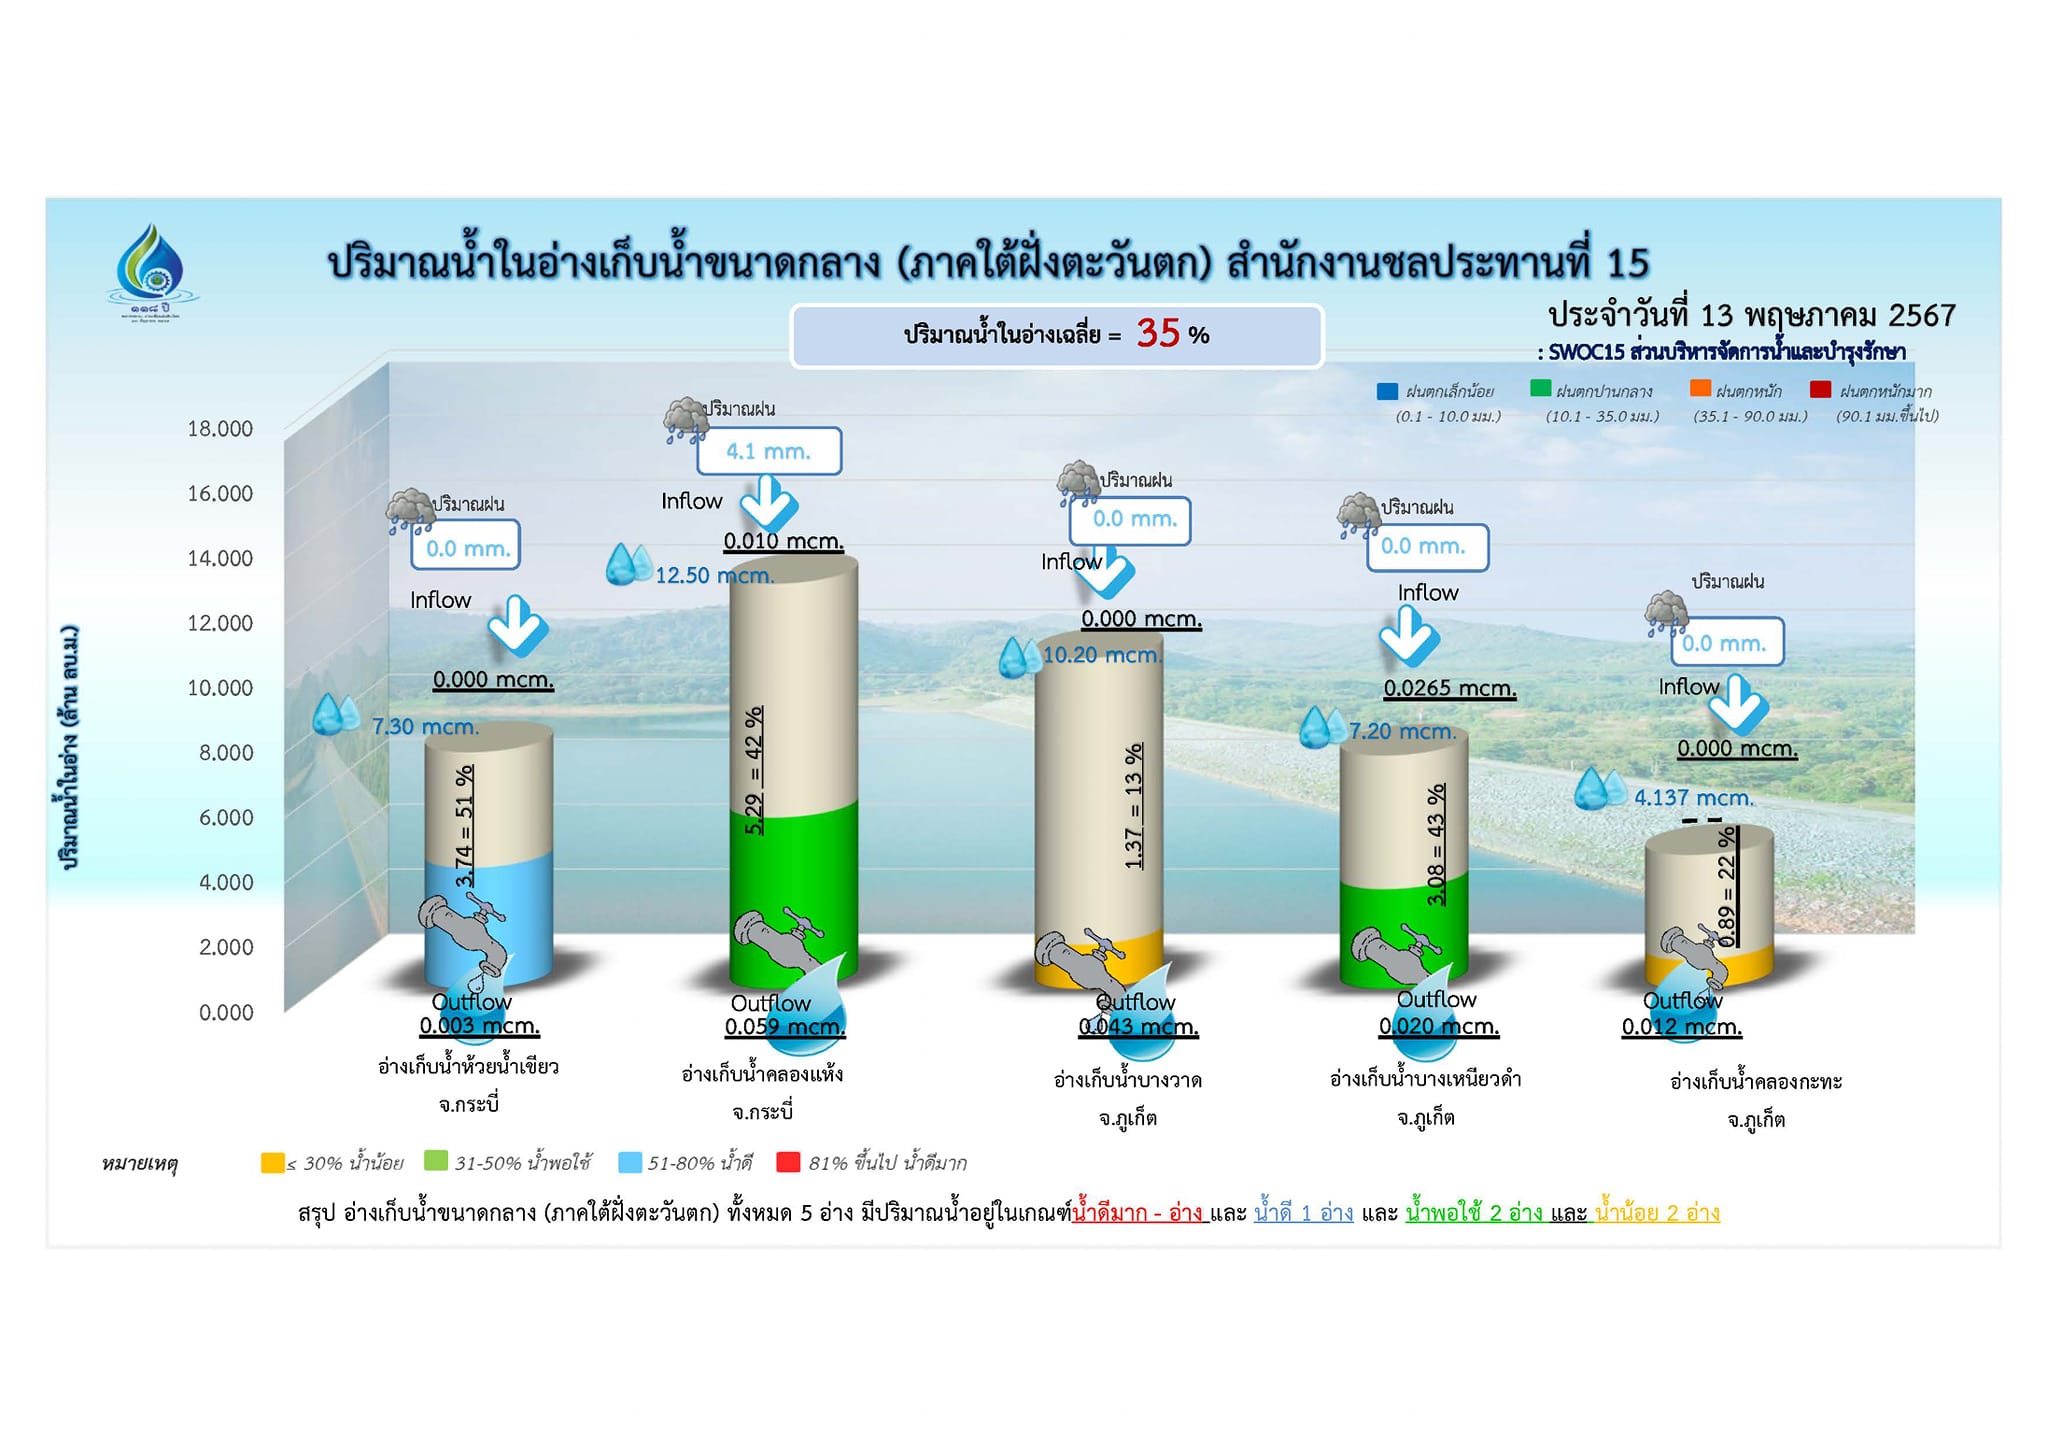 ปริมาณน้ำในอ่างเก็บน้ำขนาดกลาง (ภาคใต้ฝั่งตะวันตก) สำนักงานชลประทานที่ 15
๑๑๘ ปี
ปริมาณน้ำในอ่างเฉลี่ย = 35 %
ประจำวันที่ 13 พฤษภาคม 2567
: SWOC15 ส่วนบริหารจัดการน้ำและบำรุงรักษา
ฝนตกเล็กน้อย
(0.1 - 10.0 มม.)
ฝนตกปานกลาง
(10.1 - 35.0 มม.)
ฝนตกหนัก
(35.1 - 90.0 มม.)
ฝนตกหนักมาก
(90.1 มม.ขึ้นไป)
ปริมาณน้ำในอ่าง (ล้าน ลบ.ม.)
18.000
16.000
14.000
12.000
10.000
8.000
6.000
4.000
2.000
0.000
ปริมาณฝน
0.0 mm.
Inflow
0.000 mcm.
7.30 mcm.
3.74 = 51 %
Outflow
0.003 mcm.
อ่างเก็บน้ำห้วยน้ำเขียว
จ.กระบี่
ปริมาณฝน
4.1 mm.
Inflow
0.010 mcm.
12.50 mcm.
5.29 = 42 %
Outflow
0.059 mcm.
อ่างเก็บน้ำคลองแห้ง
จ.กระบี่
ปริมาณฝน
0.0 mm.
Inflow
0.000 mcm.
10.20 mcm.
1.37 = 13 %
Outflow
0.043 mcm.
อ่างเก็บน้ำบางวาด
จ.ภูเก็ต
ปริมาณฝน
0.0 mm.
Inflow
0.0265 mcm.
7.20 mcm.
3.08 = 43 %
Outflow
0.020 mcm.
อ่างเก็บน้ำบางเหนียวดำ
จ.ภูเก็ต
ปริมาณฝน
0.0 mm.
Inflow
0.000 mcm.
4.137 mcm.
0.89 = 22 %
Outflow
0.012 mcm.
อ่างเก็บน้ำคลองกะทะ
จ.ภูเก็ต
หมายเหตุ
≤ 30% น้ำน้อย
31-50% น้ำพอใช้
51-80% น้ำดี
81% ขึ้นไป น้ำดีมาก
สรุป อ่างเก็บน้ำขนาดกลาง (ภาคใต้ฝั่งตะวันตก) ทั้งหมด 5 อ่าง มีปริมาณน้ำอยู่ในเกณฑ์น้ำดีมาก - อ่าง และ น้ำดี 1 อ่าง และ น้ำพอใช้ 2 อ่าง และ น้ำน้อย 2 อ่าง